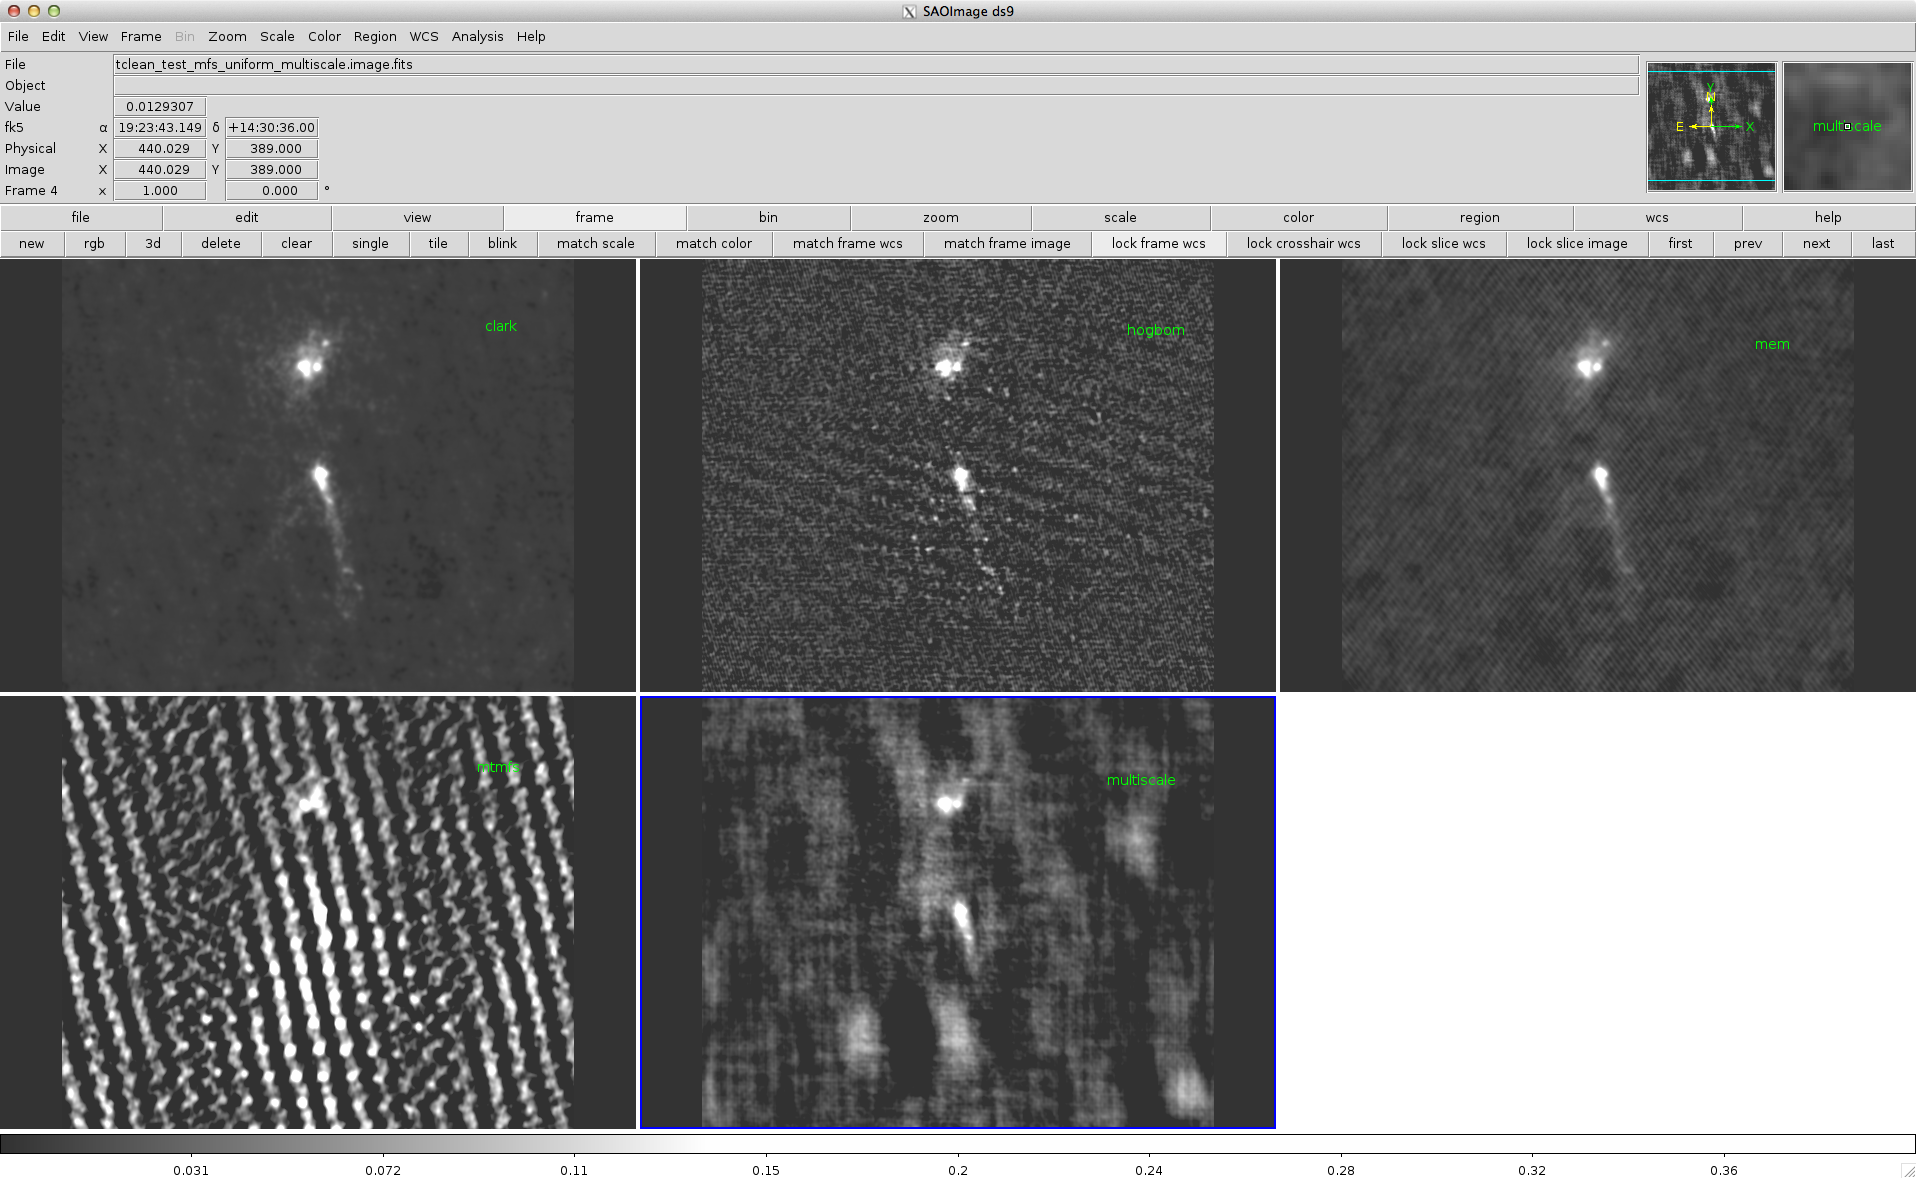 SAOImage ds9
File Edit View Frame Bin Zoom Scale Color Region WCS Analysis Help
File tclean_test_mfs_uniform_multiscale.image.fits
Object
Value 0.0129307
fk5 α 19:23:43.149 δ +14:30:36.00
Physical X 440.029 Y 389.000
Image X 440.029 Y 389.000
Frame 4 x 1.000 0.000 °
Y
N
E X
multiscale
file edit view frame bin zoom scale color region wcs help
new rgb 3d delete clear single tile blink match scale match color match frame wcs match frame image lock frame wcs lock crosshair wcs lock slice wcs lock slice image first prev next last
clark
hogbom
mem
mtmfs
multiscale
0.031 0.072 0.11 0.15 0.2 0.24 0.28 0.32 0.36